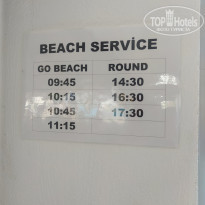 TOP Hotels
BEACH SERVİCE
GO BEACH ROUND
09:45 14:30
10:15 16:30
10:45 17:30
11:15